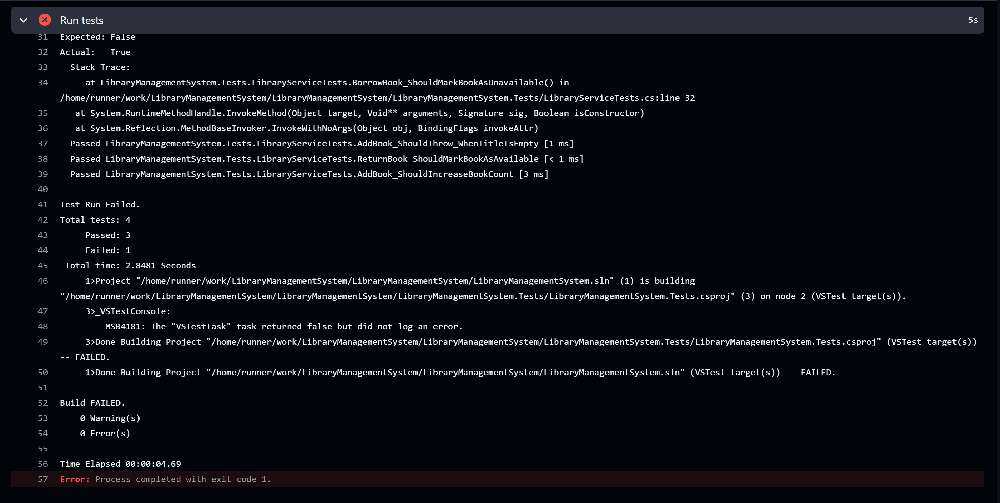 Run tests
5s
31 Expected: False
32 Actual:   True
33   Stack Trace:
34      at LibraryManagementSystem.Tests.LibraryServiceTests.BorrowBook_ShouldMarkBookAsUnavailable() in
/home/runner/work/LibraryManagementSystem/LibraryManagementSystem/LibraryManagementSystem.Tests/LibraryServiceTests.cs:line 32
35    at System.RuntimeMethodHandle.InvokeMethod(Object target, Void** arguments, Signature sig, Boolean isConstructor)
36    at System.Reflection.MethodBaseInvoker.InvokeWithNoArgs(Object obj, BindingFlags invokeAttr)
37   Passed LibraryManagementSystem.Tests.LibraryServiceTests.AddBook_ShouldThrow_WhenTitleIsEmpty [1 ms]
38   Passed LibraryManagementSystem.Tests.LibraryServiceTests.ReturnBook_ShouldMarkBookAsAvailable [< 1 ms]
39   Passed LibraryManagementSystem.Tests.LibraryServiceTests.AddBook_ShouldIncreaseBookCount [3 ms]
40
41 Test Run Failed.
42 Total tests: 4
43      Passed: 3
44      Failed: 1
45  Total time: 2.8481 Seconds
46      1>Project "/home/runner/work/LibraryManagementSystem/LibraryManagementSystem/LibraryManagementSystem.sln" (1) is building
"/home/runner/work/LibraryManagementSystem/LibraryManagementSystem/LibraryManagementSystem.Tests/LibraryManagementSystem.Tests.csproj" (3) on node 2 (VSTest target(s)).
47      3>_VSTestConsole:
48          MSB4181: The "VSTestTask" task returned false but did not log an error.
49      3>Done Building Project "/home/runner/work/LibraryManagementSystem/LibraryManagementSystem/LibraryManagementSystem.Tests/LibraryManagementSystem.Tests.csproj" (VSTest target(s))
-- FAILED.
50      1>Done Building Project "/home/runner/work/LibraryManagementSystem/LibraryManagementSystem/LibraryManagementSystem.sln" (VSTest target(s)) -- FAILED.
51
52 Build FAILED.
53     0 Warning(s)
54     0 Error(s)
55
56 Time Elapsed 00:00:04.69
57 Error: Process completed with exit code 1.